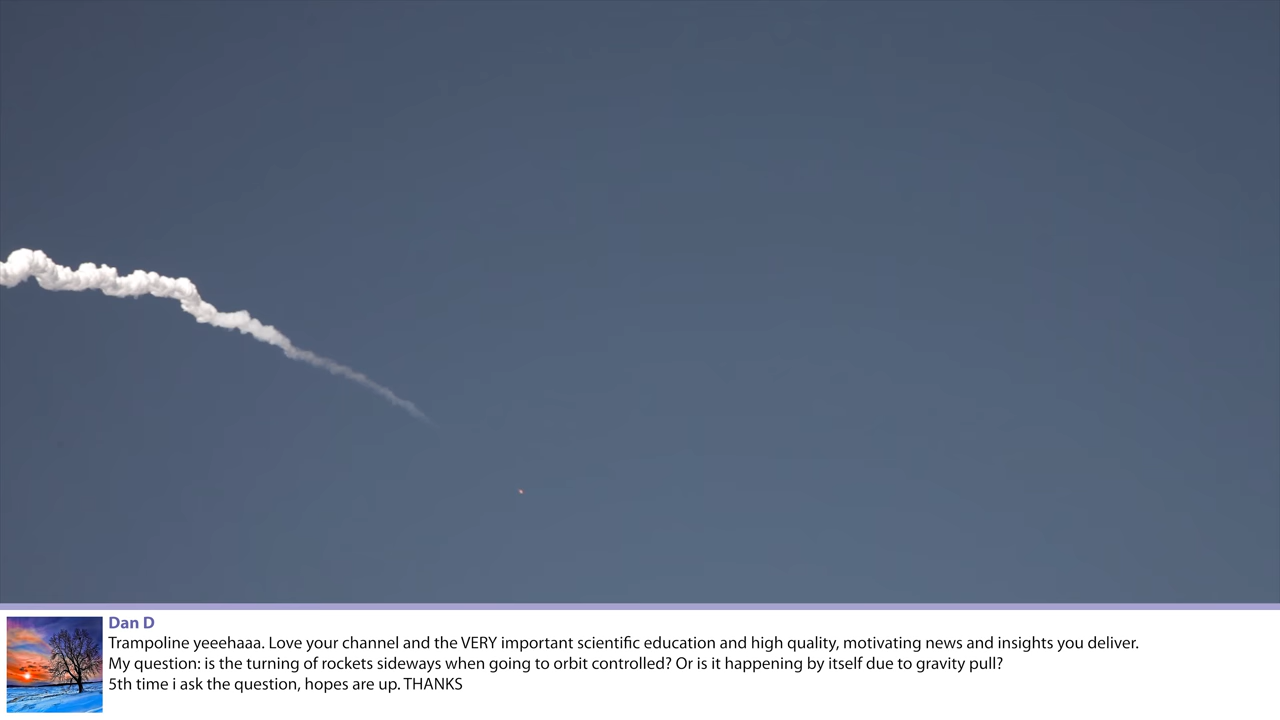 Dan D
Trampoline yeeehaaa. Love your channel and the VERY important scientific education and high quality, motivating news and insights you deliver.
My question: is the turning of rockets sideways when going to orbit controlled? Or is it happening by itself due to gravity pull?
5th time i ask the question, hopes are up. THANKS